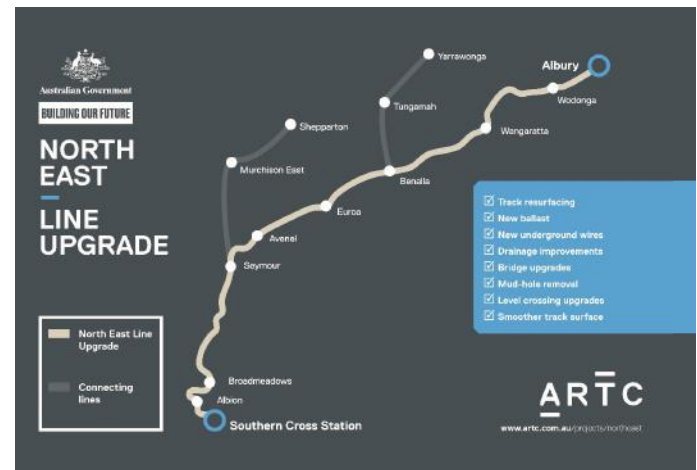 Australian Government
BUILDING OUR FUTURE
NORTH
EAST
LINE
UPGRADE
Yarrawonga
Albury
Wodonga
Tungamah
Shepparton
Wangaratta
Murchison East
Benalla
Euroa
Avenel
Seymour
Track resurfacing
New ballast
New underground wires
Drainage improvements
Bridge upgrades
Mud-hole removal
Level crossing upgrades
Smoother track surface
North East Line
Upgrade
Connecting
lines
Broadmeadows
Albion
Southern Cross Station
ARTC
www.artc.com.au/projects/northeast